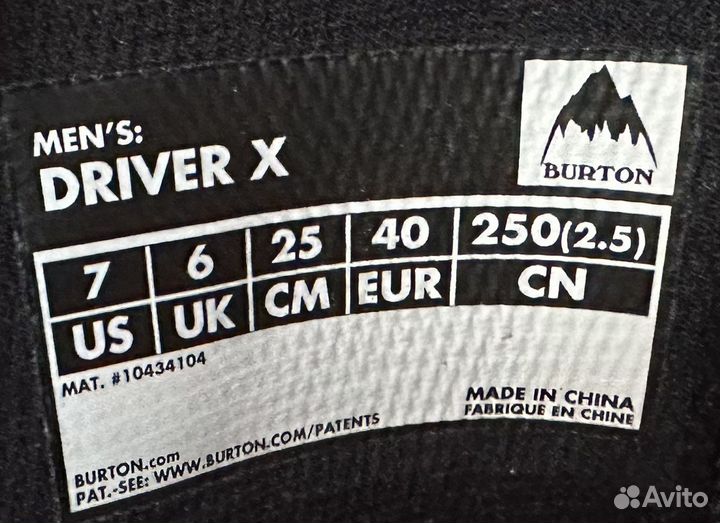 MEN'S:
DRIVER X
BURTON
7 6 25 40 250(2.5)
US UK CM EUR CN
MAT. #10434104
MADE IN CHINA
FABRIQUE EN CHINE
BURTON.com
PAT.-SEE: WWW.BURTON.COM/PATENTS
Avito